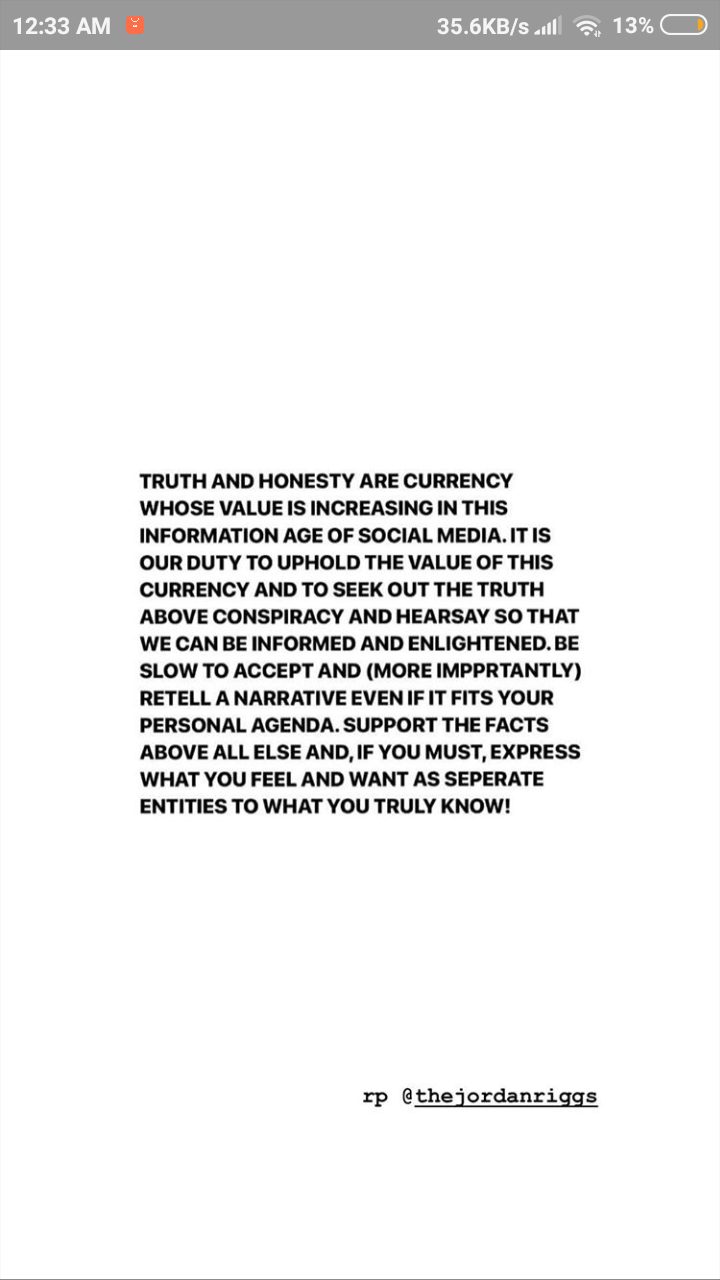 12:33 AM 35.6KB/s 13%
TRUTH AND HONESTY ARE CURRENCY
WHOSE VALUE IS INCREASING IN THIS
INFORMATION AGE OF SOCIAL MEDIA. IT IS
OUR DUTY TO UPHOLD THE VALUE OF THIS
CURRENCY AND TO SEEK OUT THE TRUTH
ABOVE CONSPIRACY AND HEARSAY SO THAT
WE CAN BE INFORMED AND ENLIGHTENED. BE
SLOW TO ACCEPT AND (MORE IMPPRTANTLY)
RETELL A NARRATIVE EVEN IF IT FITS YOUR
PERSONAL AGENDA. SUPPORT THE FACTS
ABOVE ALL ELSE AND, IF YOU MUST, EXPRESS
WHAT YOU FEEL AND WANT AS SEPERATE
ENTITIES TO WHAT YOU TRULY KNOW!
rp @thejordanriggs